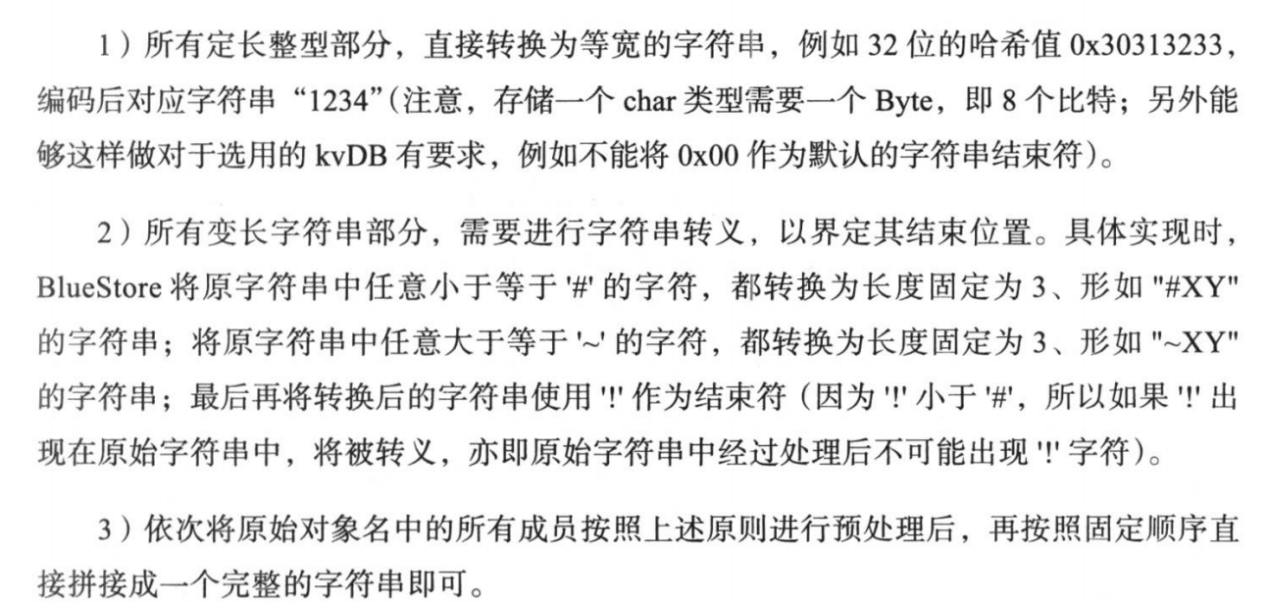 1）所有定长整型部分，直接转换为等宽的字符串，例如 32 位的哈希值 0x30313233，
编码后对应字符串“1234”（注意，存储一个 char 类型需要一个 Byte，即 8 个比特；另外能
够这样做对于选用的 kvDB 有要求，例如不能将 0x00 作为默认的字符串结束符）。
2）所有变长字符串部分，需要进行字符串转义，以界定其结束位置。具体实现时，
BlueStore 将原字符串中任意小于等于 '#' 的字符，都转换为长度固定为 3、形如 "#XY"
的字符串；将原字符串中任意大于等于 '~' 的字符，都转换为长度固定为 3、形如 "~XY"
的字符串；最后再将转换后的字符串使用 '!' 作为结束符（因为 '!' 小于 '#'，所以如果 '!' 出
现在原始字符串中，将被转义，亦即原始字符串中经过处理后不可能出现 '!' 字符）。
3）依次将原始对象名中的所有成员按照上述原则进行预处理后，再按照固定顺序直
接拼接成一个完整的字符串即可。